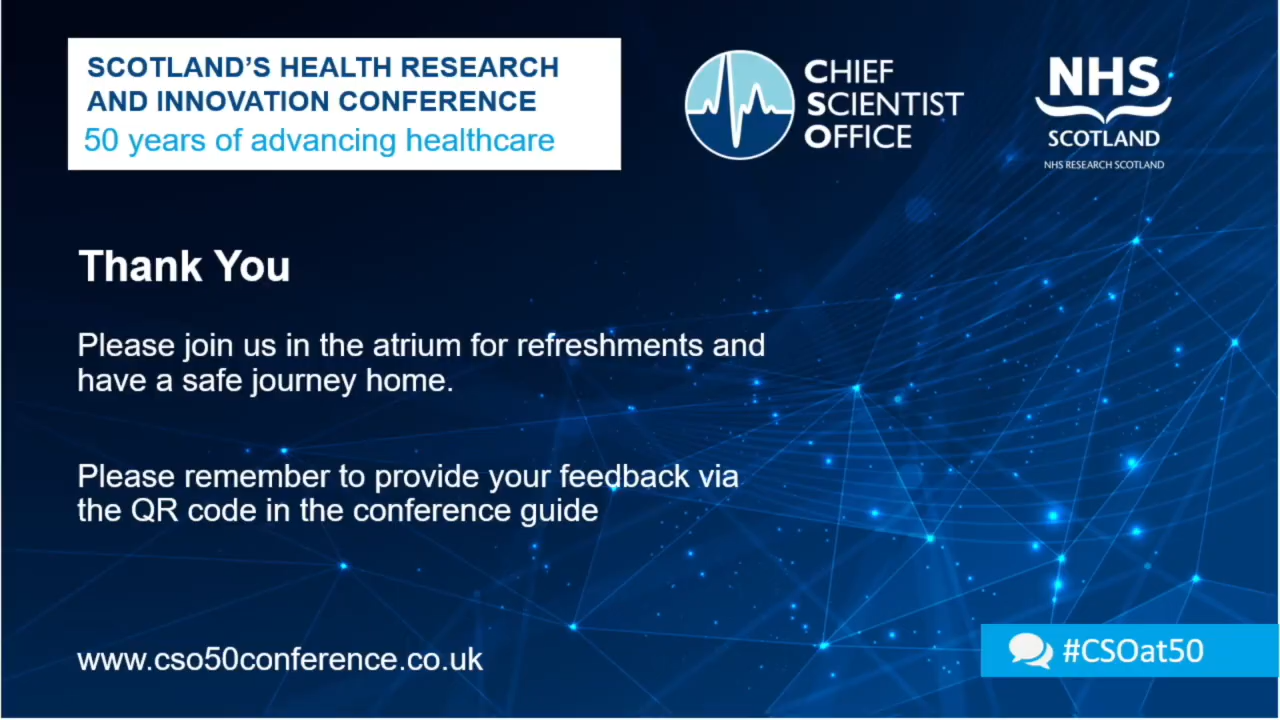 SCOTLAND'S HEALTH RESEARCH
AND INNOVATION CONFERENCE
50 years of advancing healthcare
CHIEF
SCIENTIST
OFFICE
NHS
SCOTLAND
NHS RESEARCH SCOTLAND
Thank You
Please join us in the atrium for refreshments and
have a safe journey home.
Please remember to provide your feedback via
the QR code in the conference guide
www.cso50conference.co.uk
#CSOat50